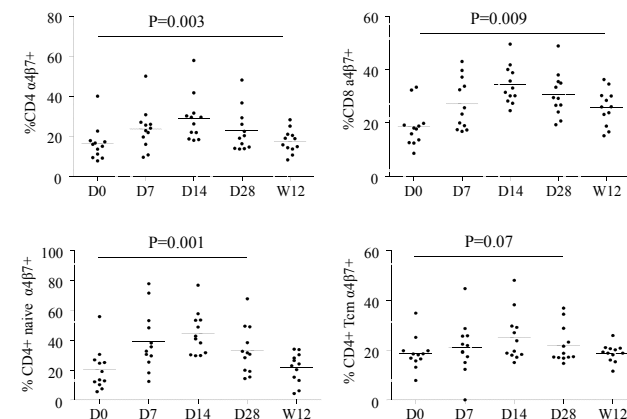 P=0.003
%CD4 α4β7+
80
60
40
20
0
D0 D7 D14 D28 W12
P=0.009
%CD8 a4β7+
60
40
20
0
D0 D7 D14 D28 W12
P=0.001
% CD4+ naive α4β7+
100
80
60
40
20
0
D0 D7 D14 D28 W12
P=0.07
% CD4+ Tcm α4β7+
60
40
20
0
D0 D7 D14 D28 W12